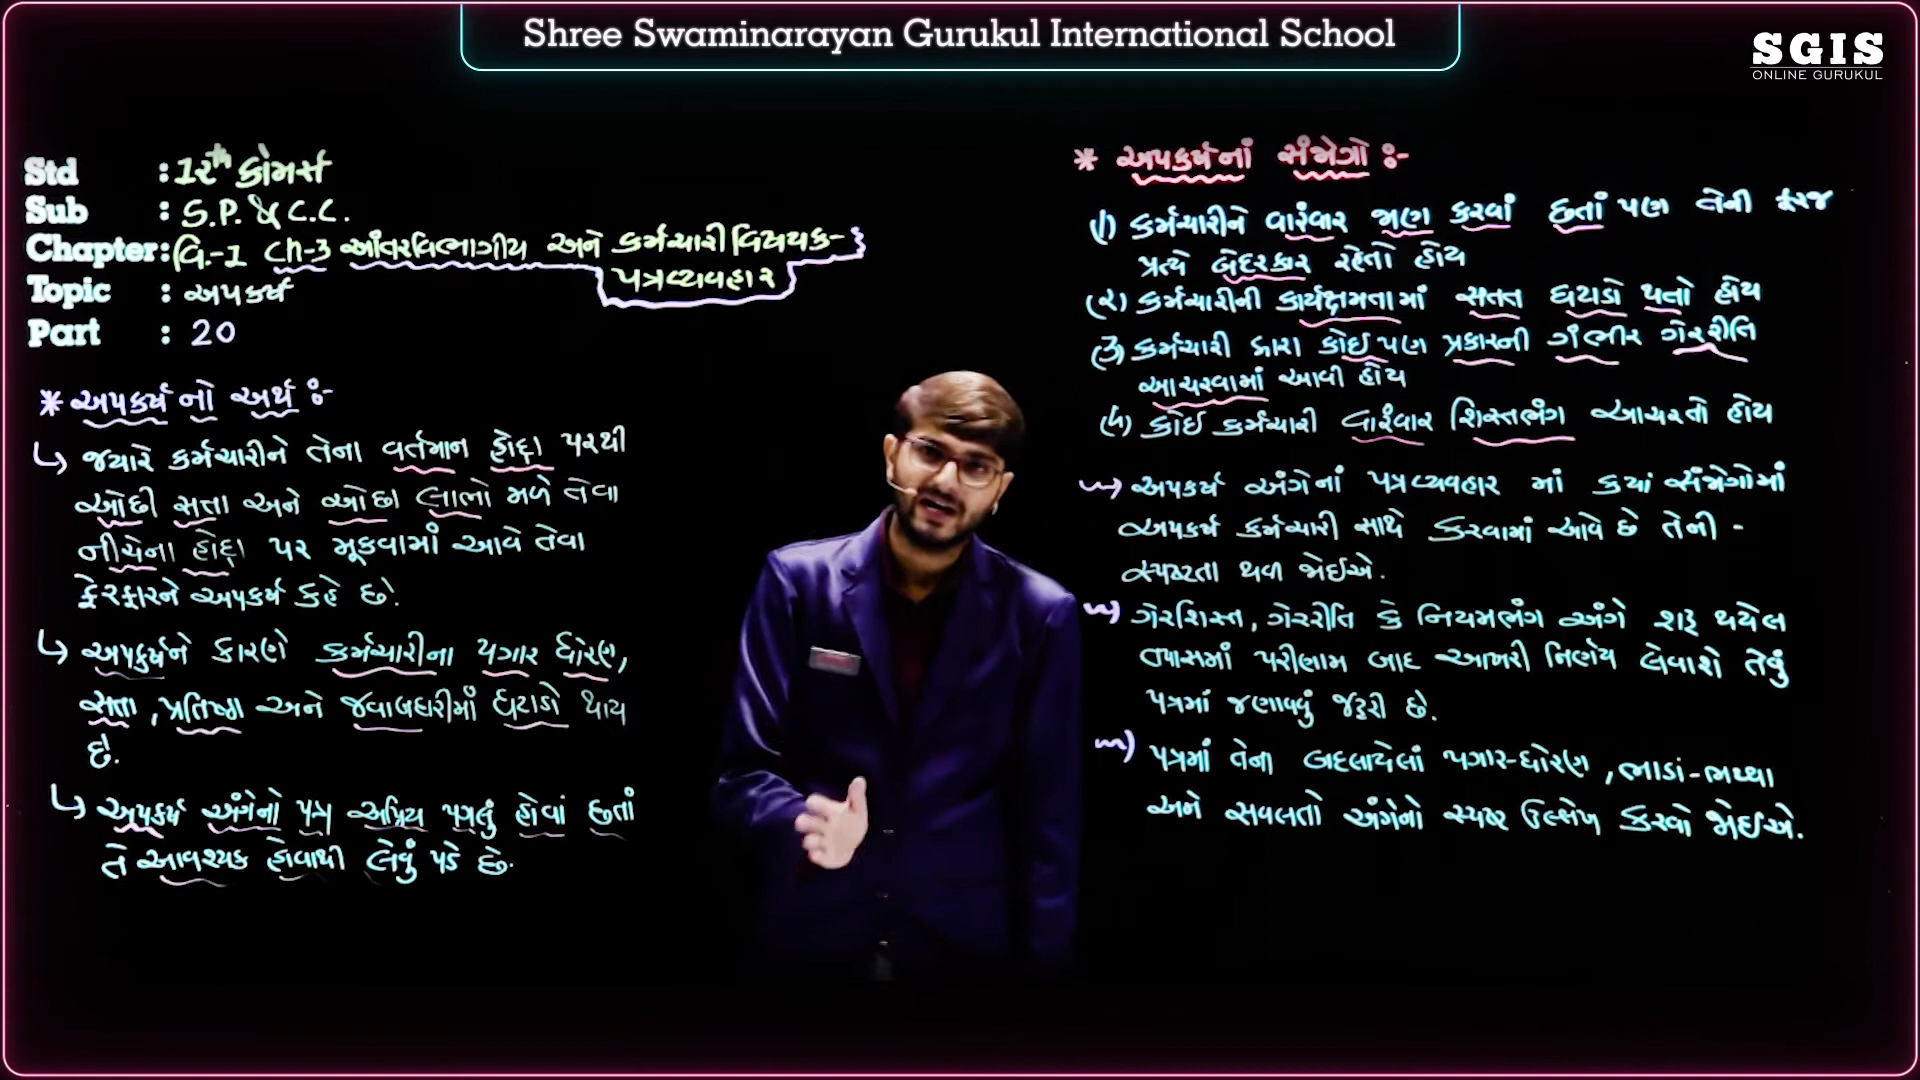 Shree Swaminarayan Gurukul International School
SGIS
ONLINE GURUKUL
Std : 12th કોમર્સ
Sub : S.P. & C.C.
Chapter: વિ.-1 Ch-3 આંતરવિભાગીય અને કર્મચારી વિષયક-
પત્રવ્યવહાર
Topic : અપકર્ષ
Part : 20
* અપકર્ષ નો અર્થ :-
↳ જ્યારે કર્મચારીને તેના વર્તમાન હોદ્દા પરથી
ઓછી સત્તા અને ઓછા લાભો મળે તેવા
નીચેના હોદ્દા પર મૂકવામાં આવે તેવા
ફેરફારને અપકર્ષ કહે છે.
↳ અપકર્ષને કારણે કર્મચારીના પગાર ધોરણ,
સત્તા, પ્રતિષ્ઠા અને જવાબદારીમાં ઘટાડો થાય
છે.
↳ અપકર્ષ અંગેનો પત્ર અપ્રિય પગલું હોવાં છતાં
તે આવશ્યક હોવાથી લેવું પડે છે.
* અપકર્ષનાં સંજોગો :-
(1) કર્મચારીને વારંવાર જાણ કરવાં છતાં પણ તેની ફરજ
પ્રત્યે બેદરકાર રહેતો હોય
(2) કર્મચારીની કાર્યક્ષમતામાં સતત ઘટાડો થતો હોય
(3) કર્મચારી દ્વારા કોઈપણ પ્રકારની ગંભીર ગેરરીતિ
આચરવામાં આવી હોય
(4) કોઈ કર્મચારી વારંવાર શિસ્તભંગ આચરતો હોય
→ અપકર્ષ અંગેનાં પત્રવ્યવહાર માં કયાં સંજોગોમાં
અપકર્ષ કર્મચારી સાથે કરવામાં આવે છે તેની -
સ્પષ્ટતા થવી જોઈએ.
→ ગેરશિસ્ત, ગેરરીતિ કે નિયમભંગ અંગે શરૂ થયેલ
તપાસમાં પરીણામ બાદ આખરી નિર્ણય લેવાશે તેવું
પત્રમાં જણાવવું જરૂરી છે.
→ પત્રમાં તેના બદલાયેલાં પગાર-ધોરણ, ભાડાં-ભથ્થા
અને સવલતો અંગેનો સ્પષ્ટ ઉલ્લેખ કરવો જોઈએ.